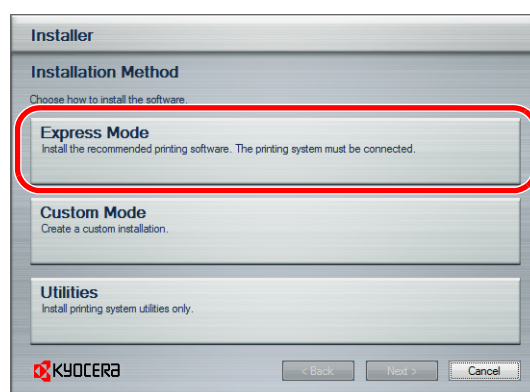 Installer
Installation Method
Choose how to install the software.
Express Mode
Install the recommended printing software. The printing system must be connected.
Custom Mode
Create a custom installation.
Utilities
Install printing system utilities only.
KYOCERA
< Back
Next >
Cancel